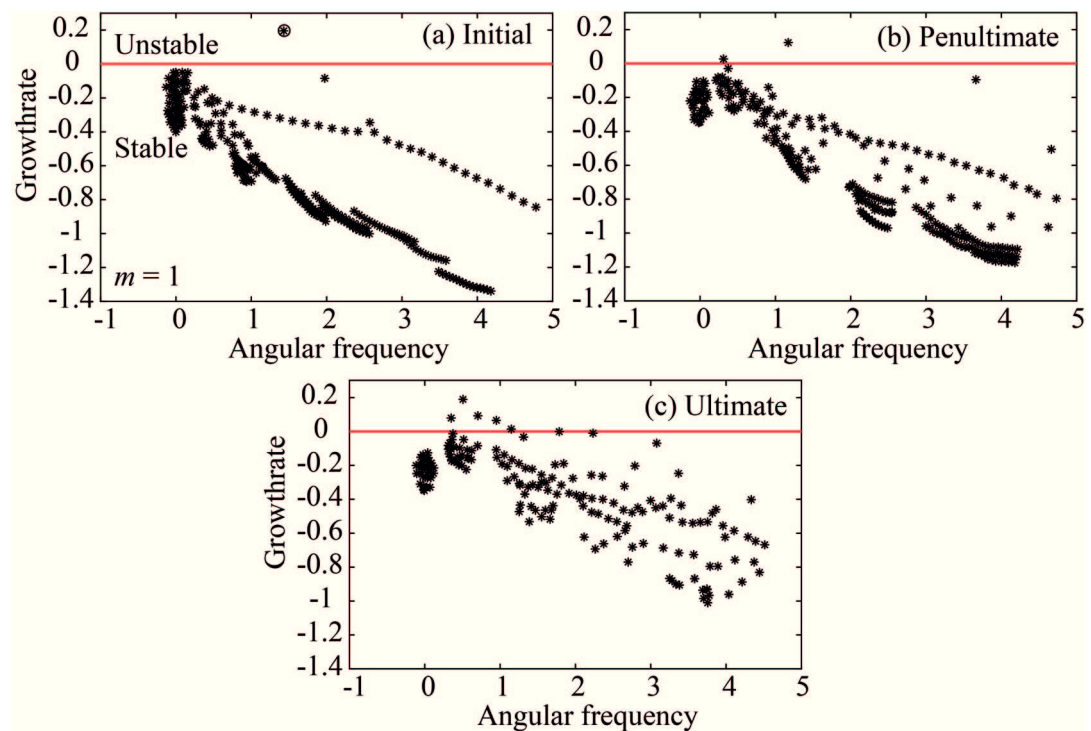 (a) Initial
Unstable
Stable
m = 1
Growthrate
0.2
0
-0.2
-0.4
-0.6
-0.8
-1
-1.2
-1.4
-1 0 1 2 3 4 5
Angular frequency
(b) Penultimate
0.2
0
-0.2
-0.4
-0.6
-0.8
-1
-1.2
-1.4
-1 0 1 2 3 4 5
Angular frequency
(c) Ultimate
Growthrate
0.2
0
-0.2
-0.4
-0.6
-0.8
-1
-1.2
-1.4
-1 0 1 2 3 4 5
Angular frequency